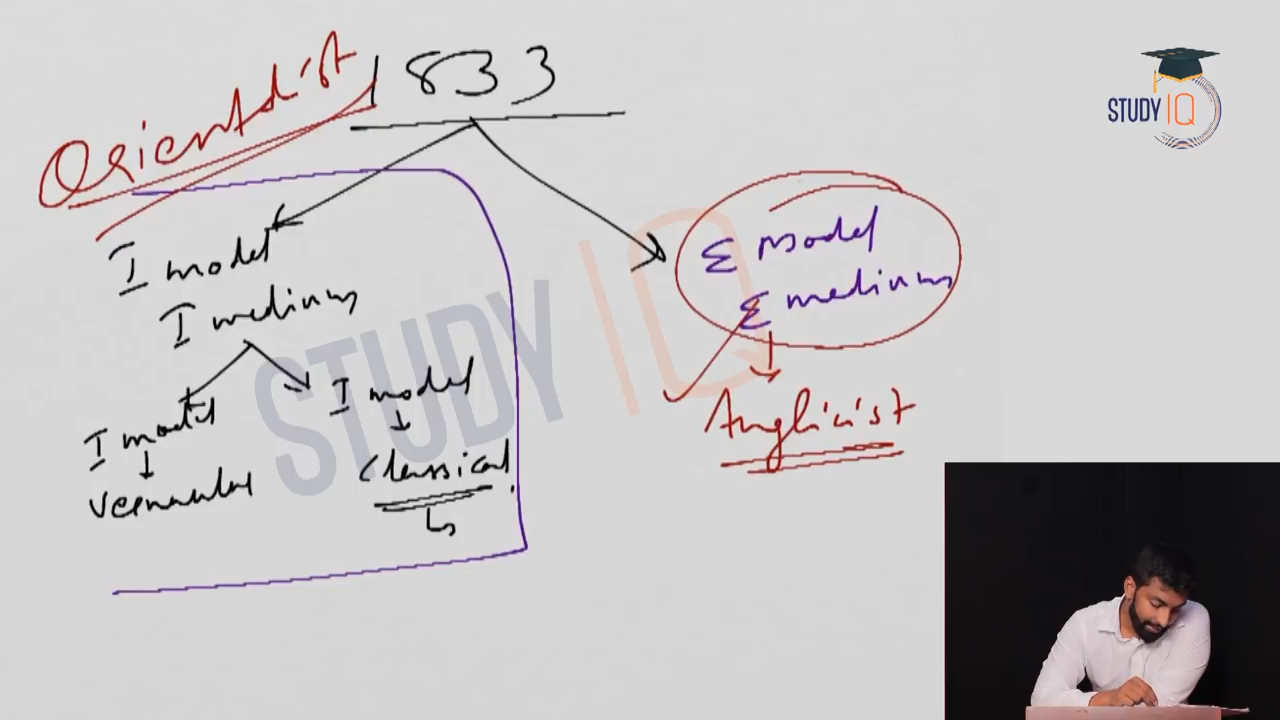 1833
Orientalist
I model
I medium
I model
Vernacular
I model
Classical
E model
E medium
Anglicist
STUDY IQ
STUDY IQ